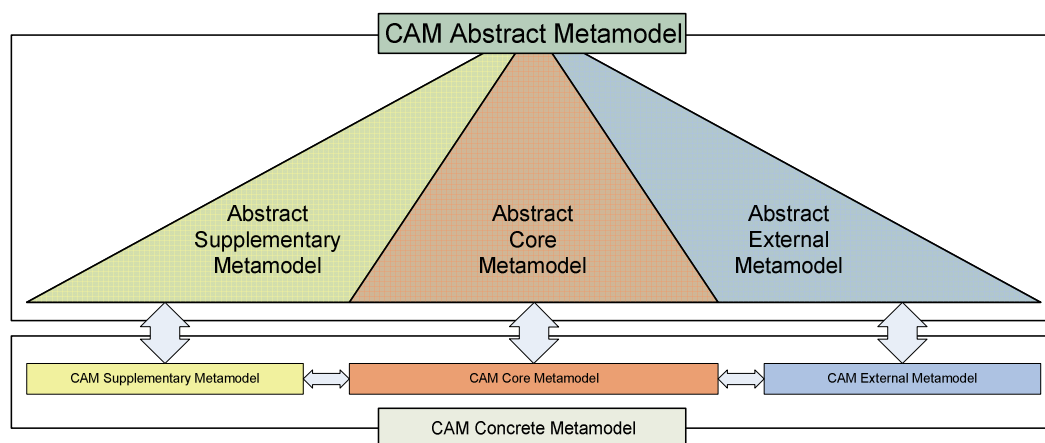 CAM Abstract Metamodel
Abstract
Supplementary
Metamodel
Abstract
Core
Metamodel
Abstract
External
Metamodel
CAM Supplementary Metamodel
CAM Core Metamodel
CAM External Metamodel
CAM Concrete Metamodel